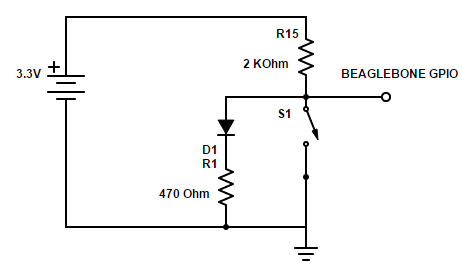 R15
3.3V
2 KOhm
BEAGLEBONE GPIO
S1
D1
R1
470 Ohm